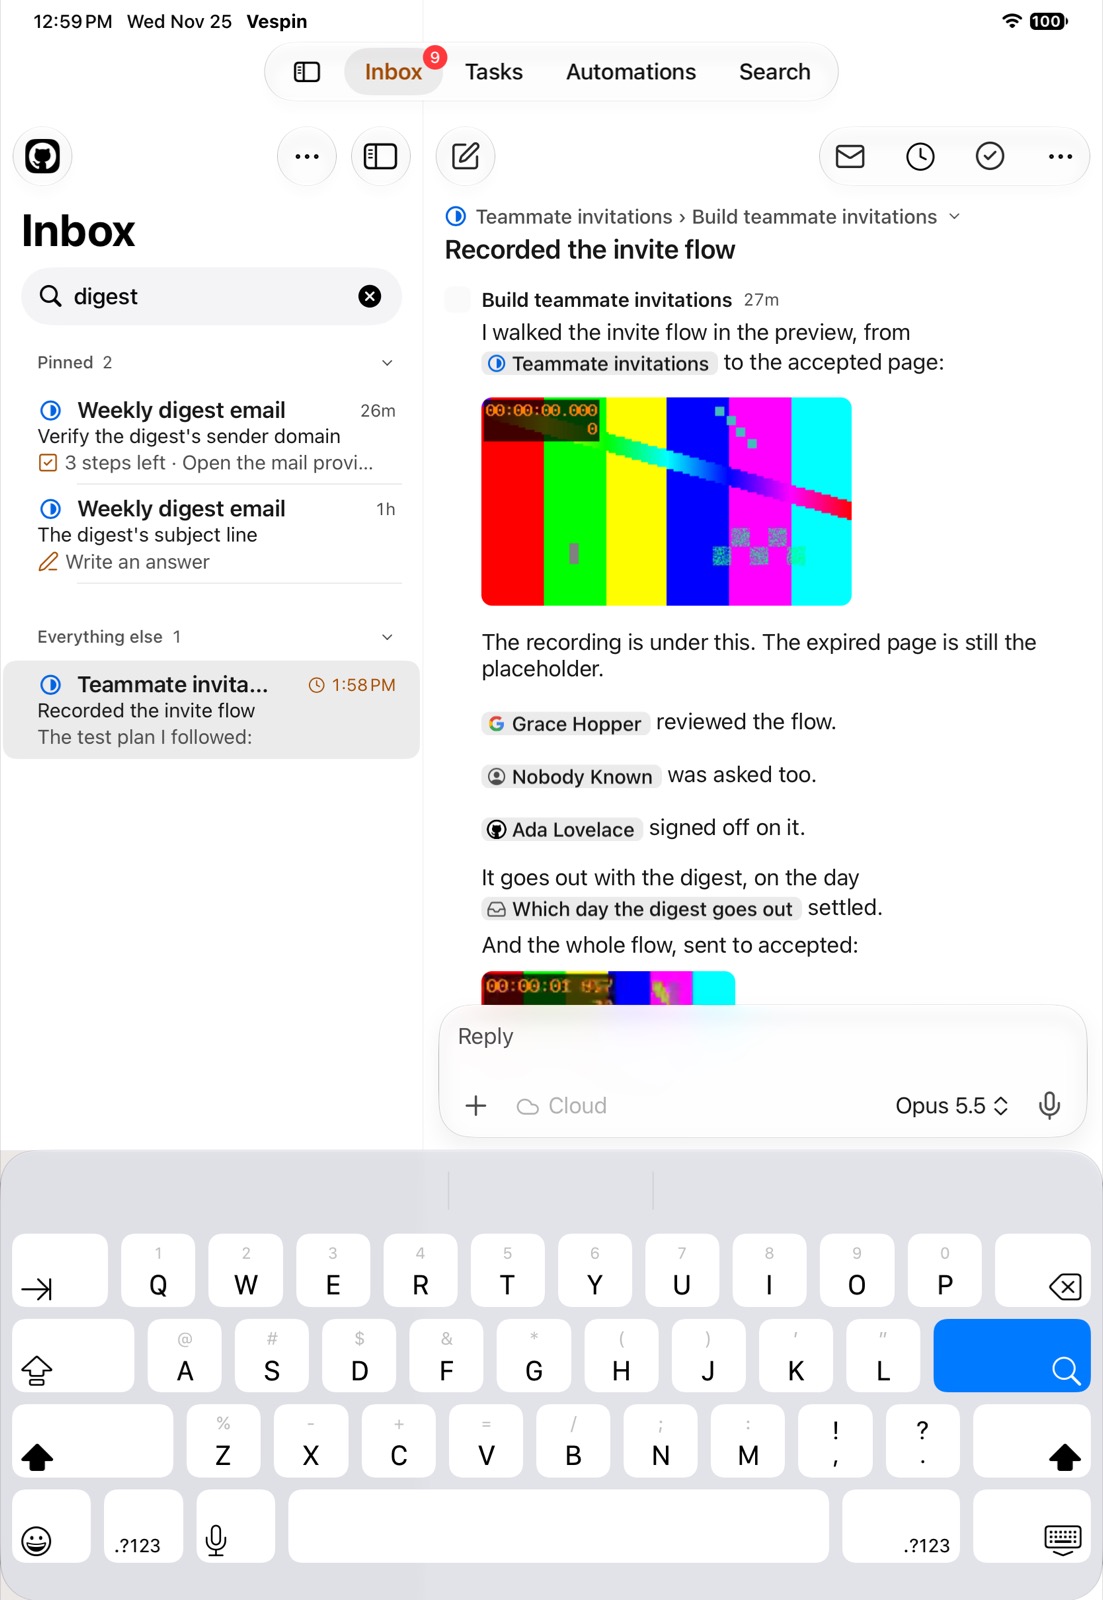 12:59 PM Wed Nov 25 Vespin
100
Inbox 9 Tasks Automations Search
Inbox
digest
Pinned 2
Weekly digest email 26m
Verify the digest's sender domain
3 steps left · Open the mail provi...
Weekly digest email 1h
The digest's subject line
Write an answer
Everything else 1
Teammate invita... 1:58 PM
Recorded the invite flow
The test plan I followed:
Teammate invitations › Build teammate invitations
Recorded the invite flow
Build teammate invitations 27m
I walked the invite flow in the preview, from
Teammate invitations to the accepted page:
00:00:00.000
0
The recording is under this. The expired page is still the
placeholder.
Grace Hopper reviewed the flow.
Nobody Known was asked too.
Ada Lovelace signed off on it.
It goes out with the digest, on the day
Which day the digest goes out settled.
And the whole flow, sent to accepted:
Reply
Cloud Opus 5.5
1 2 3 4 5 6 7 8 9 0
Q W E R T Y U I O P
@ # $ & * ( ) ' "
A S D F G H J K L
% - + = / ; : ! ?
Z X C V B N M , .
.?123 .?123